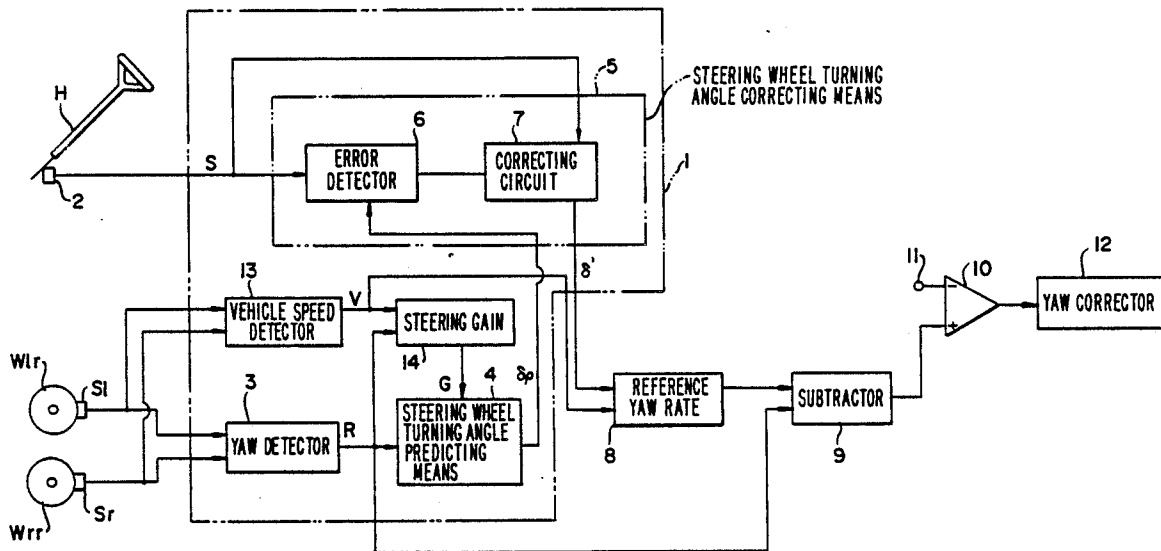 5
STEERING WHEEL TURNING
ANGLE CORRECTING MEANS
H
6
7
1
S
ERROR
DETECTOR
CORRECTING
CIRCUIT
2
δ'
11
10
12
13
V
VEHICLE SPEED
DETECTOR
STEERING GAIN
YAW CORRECTOR
14
Wlr
Sl
3
G
4
δp
REFERENCE
YAW RATE
SUBTRACTOR
YAW DETECTOR
R
STEERING WHEEL
TURNING ANGLE
PREDICTING
MEANS
8
9
Sr
Wrr